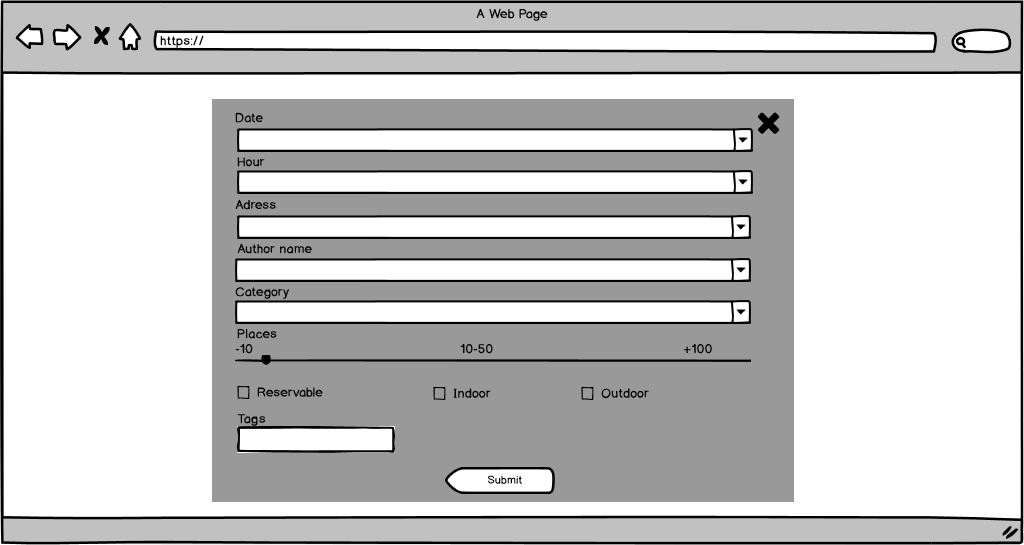 A Web Page
https://
Date
Hour
Adress
Author name
Category
Places
-10 10-50 +100
Reservable Indoor Outdoor
Tags
Submit